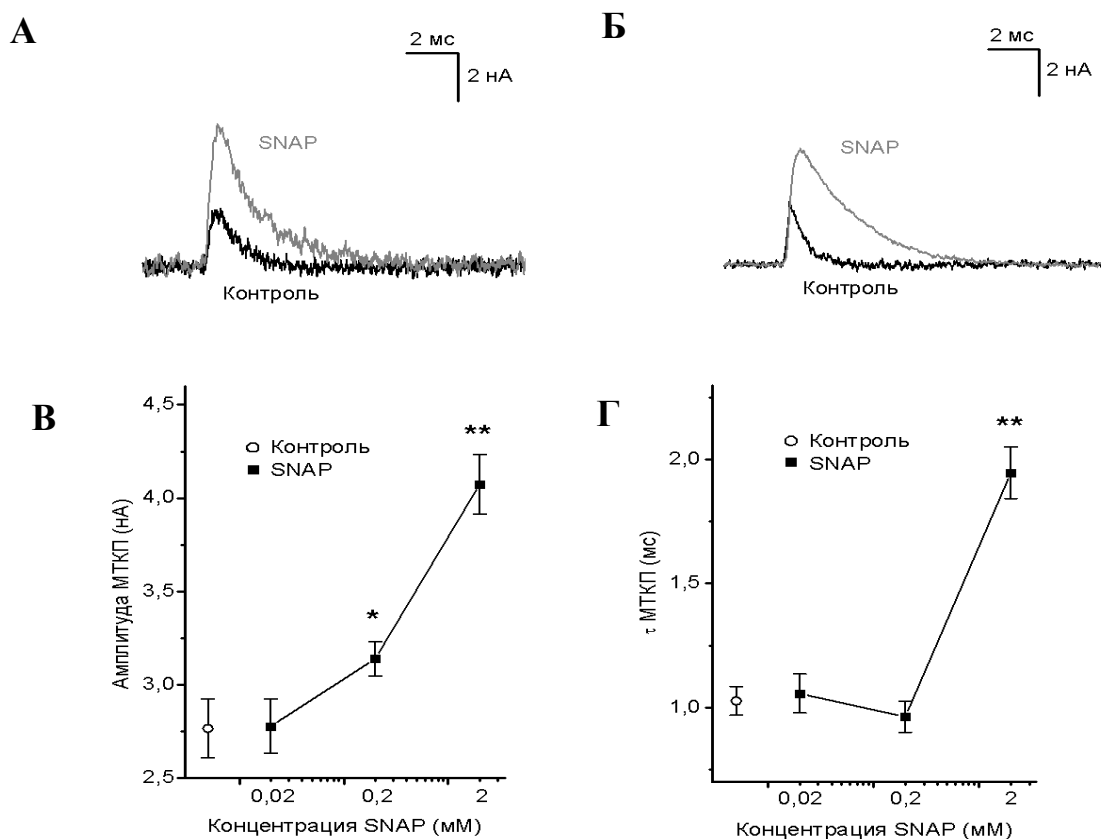 А
2 мс
2 нА
SNAP
Контроль
Б
2 мс
2 нА
SNAP
Контроль
В
Амплитуда МТКП (нА)
4,5
4,0
3,5
3,0
2,5
Контроль
SNAP
*
**
0,02
0,2
2
Концентрация SNAP (мМ)
Г
τ МТКП (мс)
2,0
1,5
1,0
Контроль
SNAP
**
0,02
0,2
2
Концентрация SNAP (мМ)